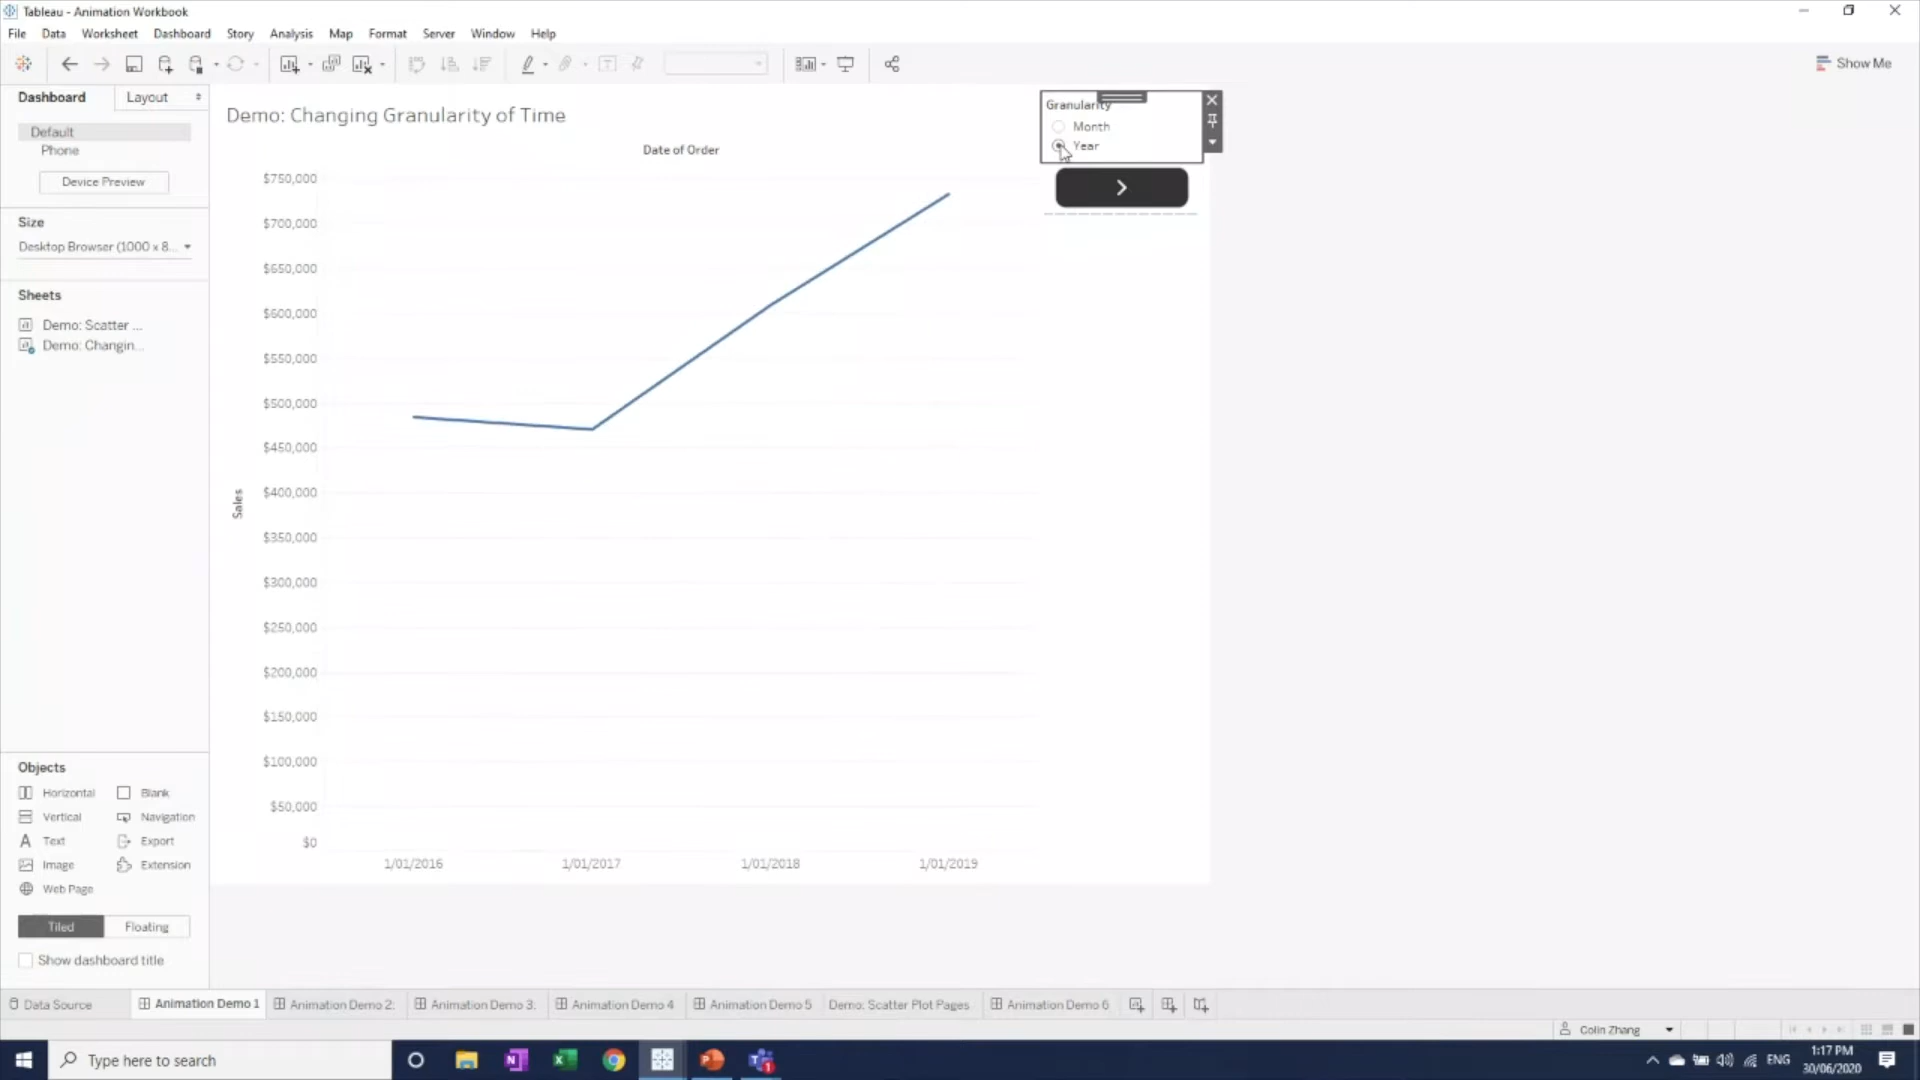 Tableau - Animation Workbook
File Data Worksheet Dashboard Story Analysis Map Format Server Window Help
Show Me
Dashboard Layout
Default
Phone
Device Preview
Size
Desktop Browser (1000 x 8...
Sheets
Demo: Scatter ...
Demo: Changin...
Objects
Horizontal Blank
Vertical Navigation
Text Export
Image Extension
Web Page
Tiled Floating
Show dashboard title
Demo: Changing Granularity of Time
Date of Order
Sales
$750,000
$700,000
$650,000
$600,000
$550,000
$500,000
$450,000
$400,000
$350,000
$300,000
$250,000
$200,000
$150,000
$100,000
$50,000
$0
1/01/2016 1/01/2017 1/01/2018 1/01/2019
Granularity
Month
Year
Data Source Animation Demo 1 Animation Demo 2: Animation Demo 3: Animation Demo 4 Animation Demo 5 Demo: Scatter Plot Pages Animation Demo 6
Colin Zhang
Type here to search
ENG
1:17 PM
30/06/2020